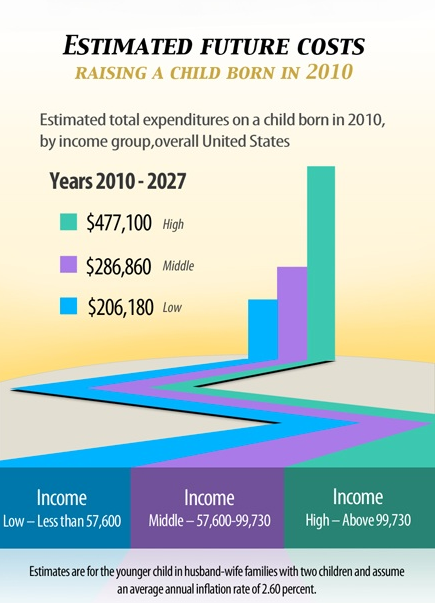 ESTIMATED FUTURE COSTS
RAISING A CHILD BORN IN 2010
Estimated total expenditures on a child born in 2010,
by income group,overall United States
Years 2010 - 2027
$477,100 High
$286,860 Middle
$206,180 Low
Income
Low – Less than 57,600
Income
Middle – 57,600-99,730
Income
High – Above 99,730
Estimates are for the younger child in husband-wife families with two children and assume
an average annual inflation rate of 2.60 percent.